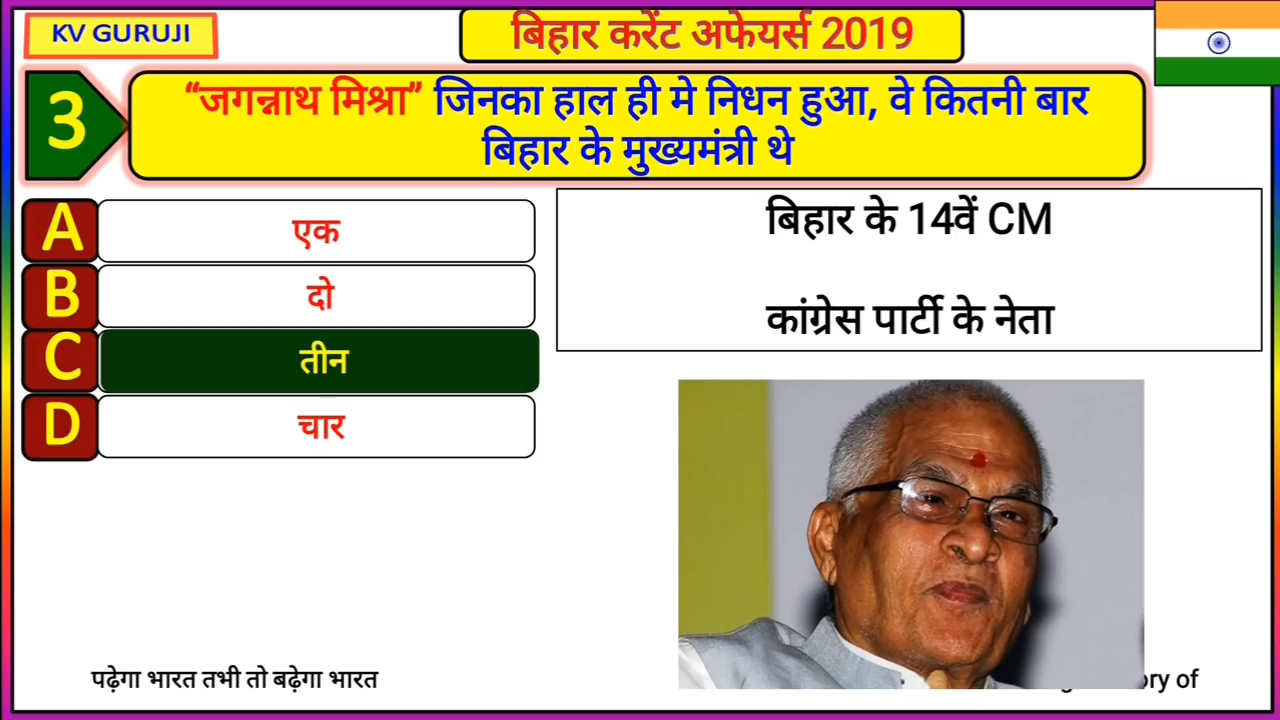 KV GURUJI
बिहार करेंट अफेयर्स 2019
3
“जगन्नाथ मिश्रा” जिनका हाल ही मे निधन हुआ, वे कितनी बार
बिहार के मुख्यमंत्री थे
A एक
B दो
C तीन
D चार
बिहार के 14वें CM
कांग्रेस पार्टी के नेता
पढ़ेगा भारत तभी तो बढ़ेगा भारत
of